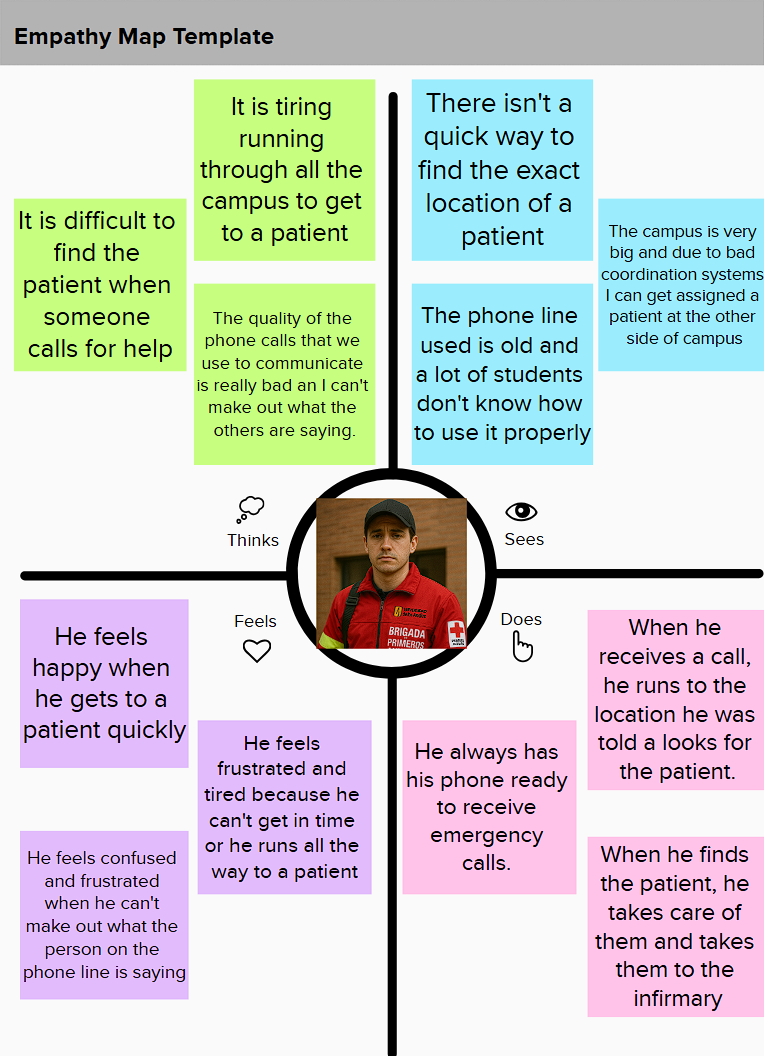 Empathy Map Template
It is tiring
running
through all the
campus to get
to a patient
There isn't a
quick way to
find the exact
location of a
patient
It is difficult to
find the
patient when
someone
calls for help
The campus is very
big and due to bad
coordination systems
I can get assigned a
patient at the other
side of campus
The quality of the
phone calls that we
use to communicate
is really bad an I can't
make out what the
others are saying.
The phone line
used is old and
a lot of students
don't know how
to use it properly
Thinks
Sees
BRIGADA
PRIMEROS
Feels
Does
He feels
happy when
he gets to a
patient quickly
He feels
frustrated and
tired because he
can't get in time
or he runs all the
way to a patient
He feels confused
and frustrated
when he can't
make out what the
person on the
phone line is saying
When he
receives a call,
he runs to the
location he was
told a looks for
the patient.
He always has
his phone ready
to receive
emergency
calls.
When he finds
the patient, he
takes care of
them and takes
them to the
infirmary